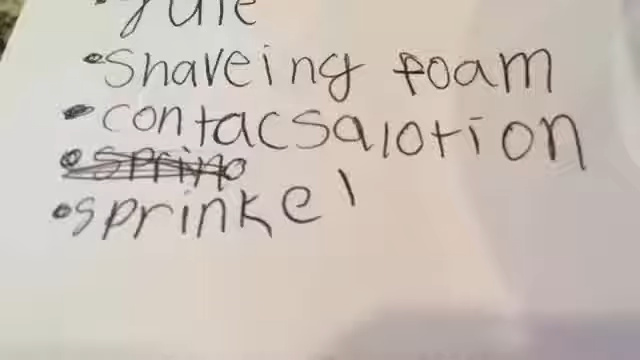 • shaveing foam
• contacsalotion
• sprinkel